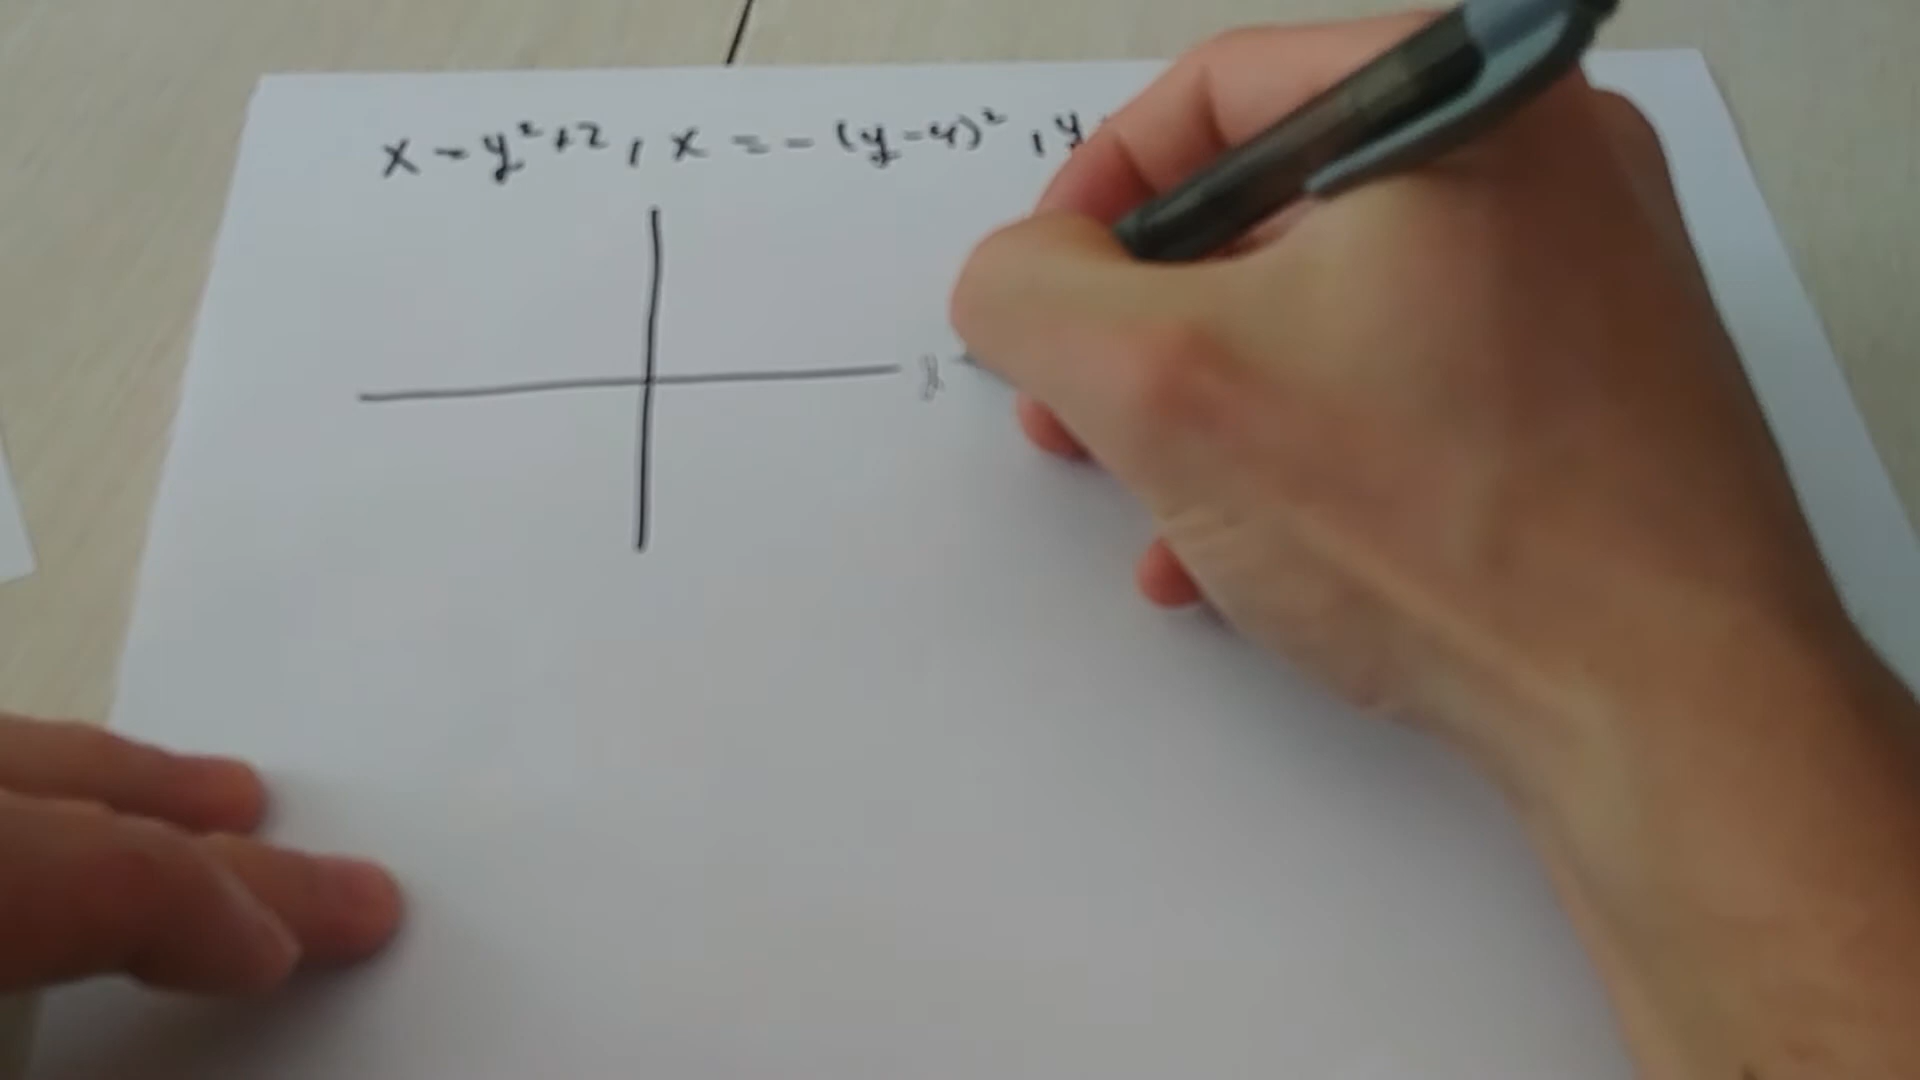 x - y² + 2 , x = - (y - 4)² , y
x